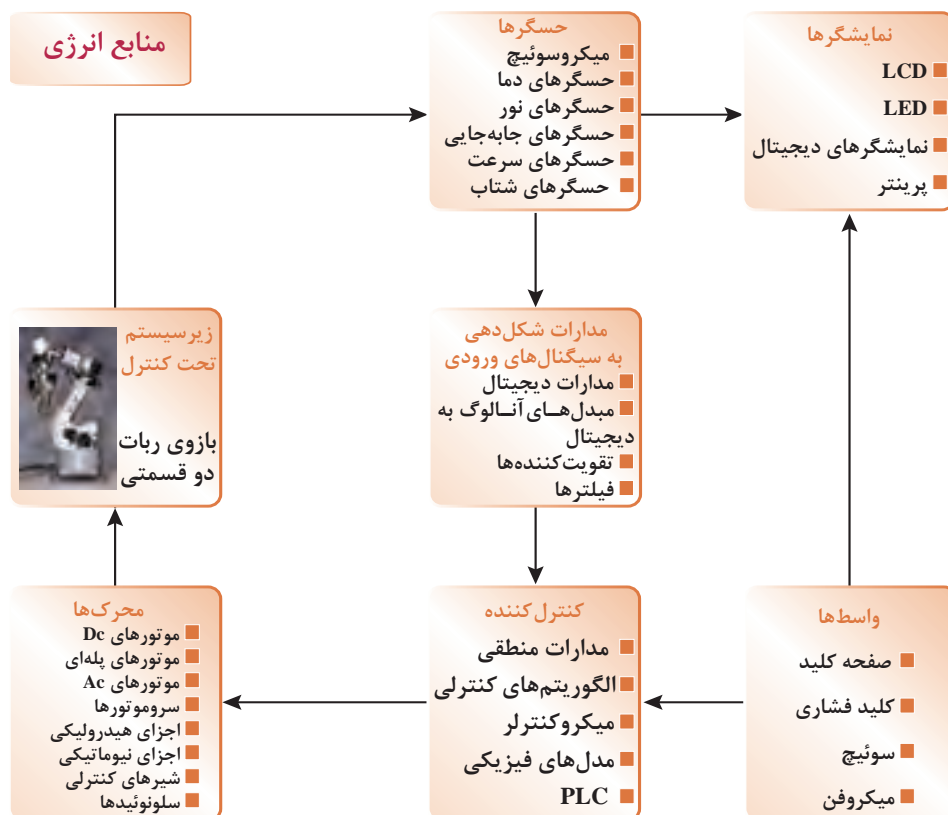 منابع انرژی
حسگرها
میکروسوئیچ
حسگرهای دما
حسگرهای نور
حسگرهای جابه‌جایی
حسگرهای سرعت
حسگرهای شتاب
نمایشگرها
LCD
LED
نمایشگرهای دیجیتال
پرینتر
زیرسیستم
تحت کنترل
بازوی ربات
دو قسمتی
مدارات شکل‌دهی
به سیگنال‌های ورودی
مدارات دیجیتال
مبدل‌هـای آنـالوگ به
دیجیتال
تقویت‌کننده‌ها
فیلترها
محرک‌ها
موتورهای Dc
موتورهای پله‌ای
موتورهای Ac
سروموتورها
اجزای هیدرولیکی
اجزای نیوماتیکی
شیرهای کنترلی
سلونوئیدها
کنترل‌کننده
مدارات منطقی
الگوریتم‌های کنترلی
میکروکنترلر
مدل‌های فیزیکی
PLC
واسط‌ها
صفحه کلید
کلید فشاری
سوئیچ
میکروفن